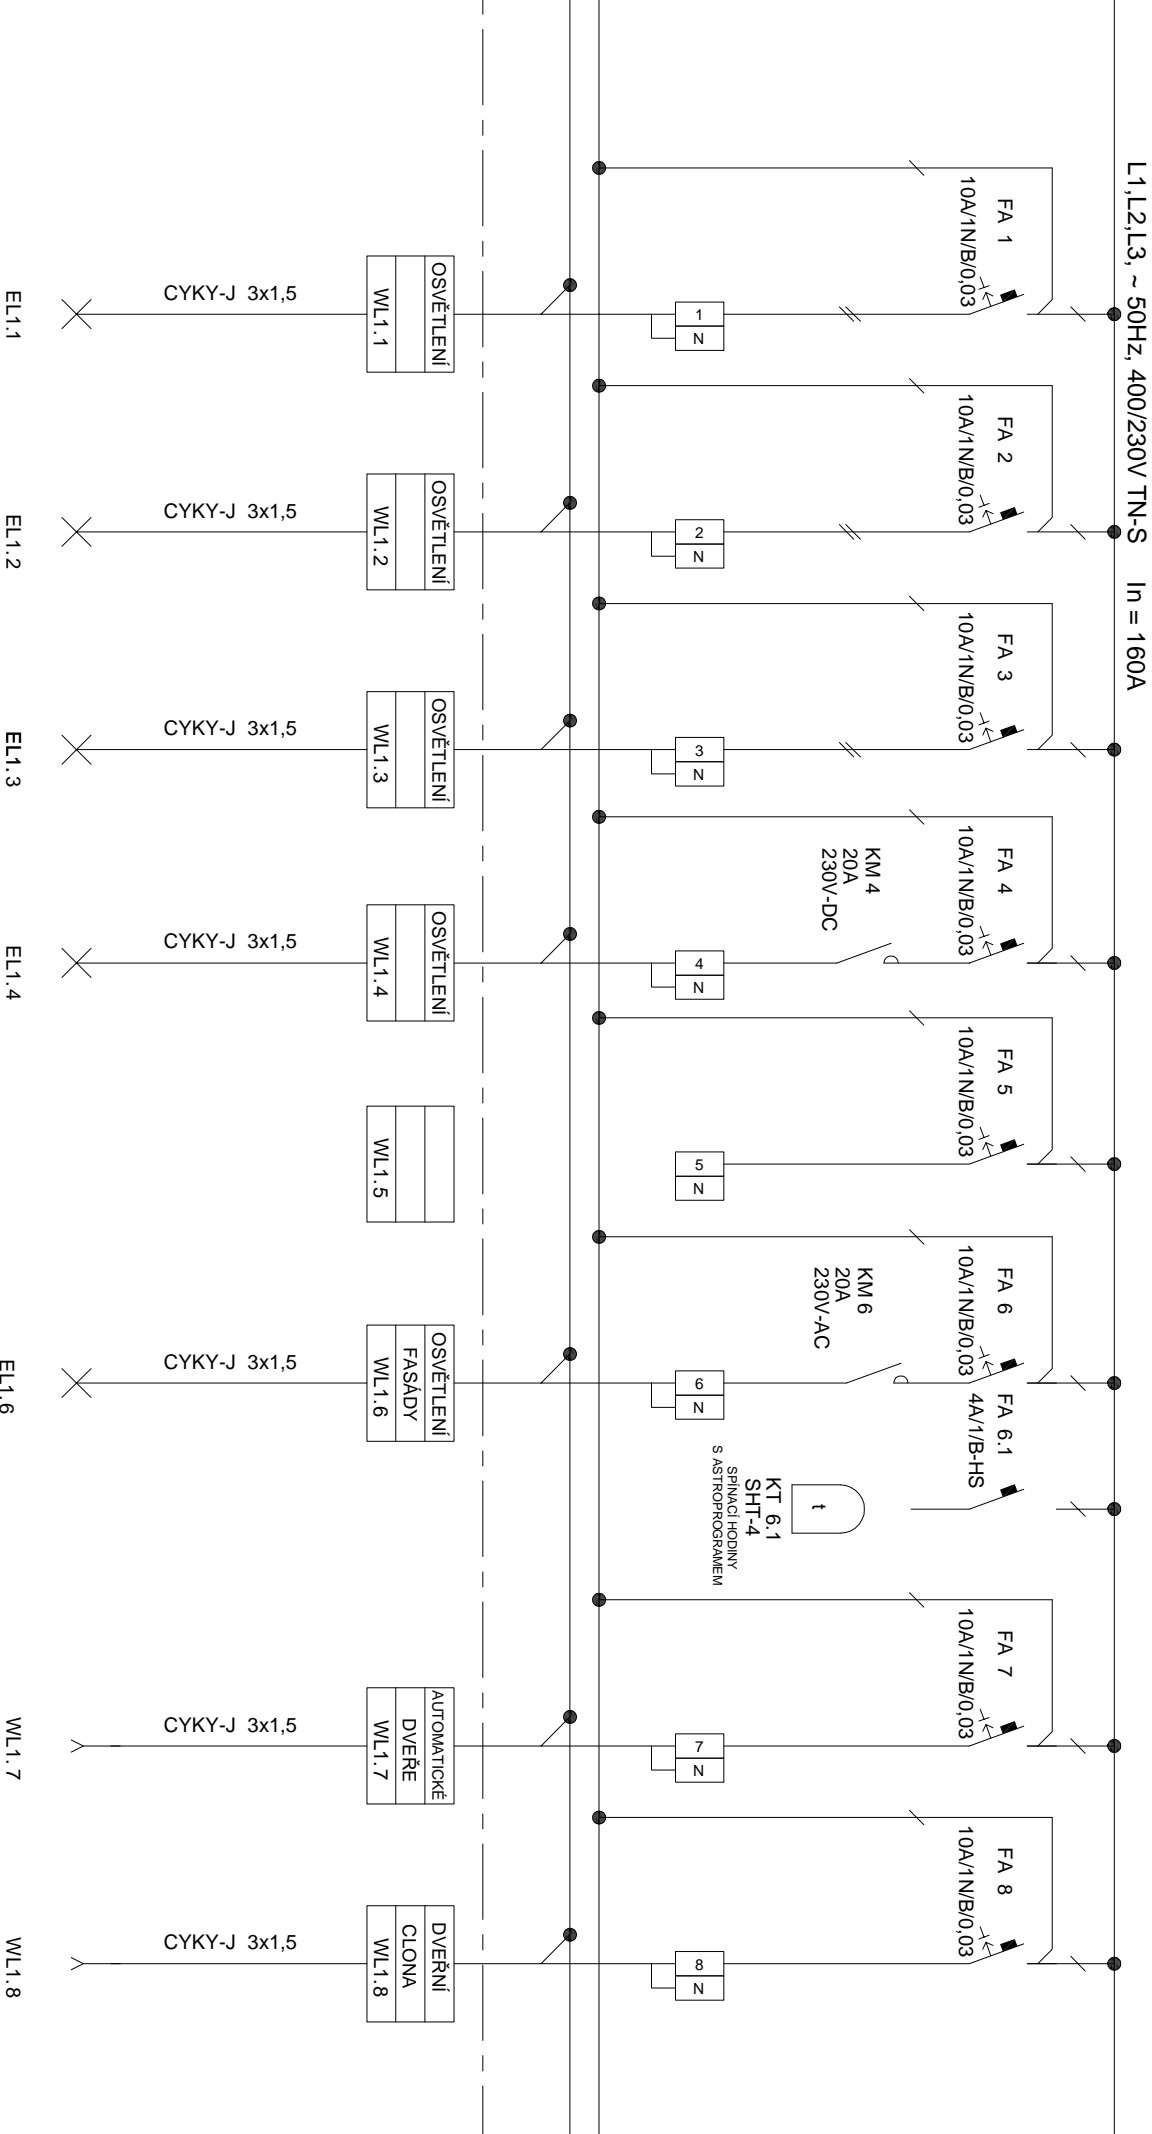 L1,L2,L3, ~ 50Hz, 400/230V TN-S In = 160A
FA 1
10A/1N/B/0,03
1
N
OSVĚTLENÍ
WL1.1
CYKY-J 3x1,5
EL1.1
FA 2
10A/1N/B/0,03
2
N
OSVĚTLENÍ
WL1.2
CYKY-J 3x1,5
EL1.2
FA 3
10A/1N/B/0,03
3
N
OSVĚTLENÍ
WL1.3
CYKY-J 3x1,5
EL1.3
FA 4
10A/1N/B/0,03
KM 4
20A
230V-DC
4
N
OSVĚTLENÍ
WL1.4
CYKY-J 3x1,5
EL1.4
FA 5
10A/1N/B/0,03
5
N
WL1.5
FA 6
10A/1N/B/0,03
KM 6
20A
230V-AC
6
N
OSVĚTLENÍ
FASÁDY
WL1.6
CYKY-J 3x1,5
EL1.6
FA 6.1
4A/1/B-HS
t
KT 6.1
SHT-4
SPÍNACÍ HODINY
S ASTROPROGRAMEM
FA 7
10A/1N/B/0,03
7
N
AUTOMATICKÉ
DVEŘE
WL1.7
CYKY-J 3x1,5
WL1.7
FA 8
10A/1N/B/0,03
8
N
DVEŘNÍ
CLONA
WL1.8
CYKY-J 3x1,5
WL1.8